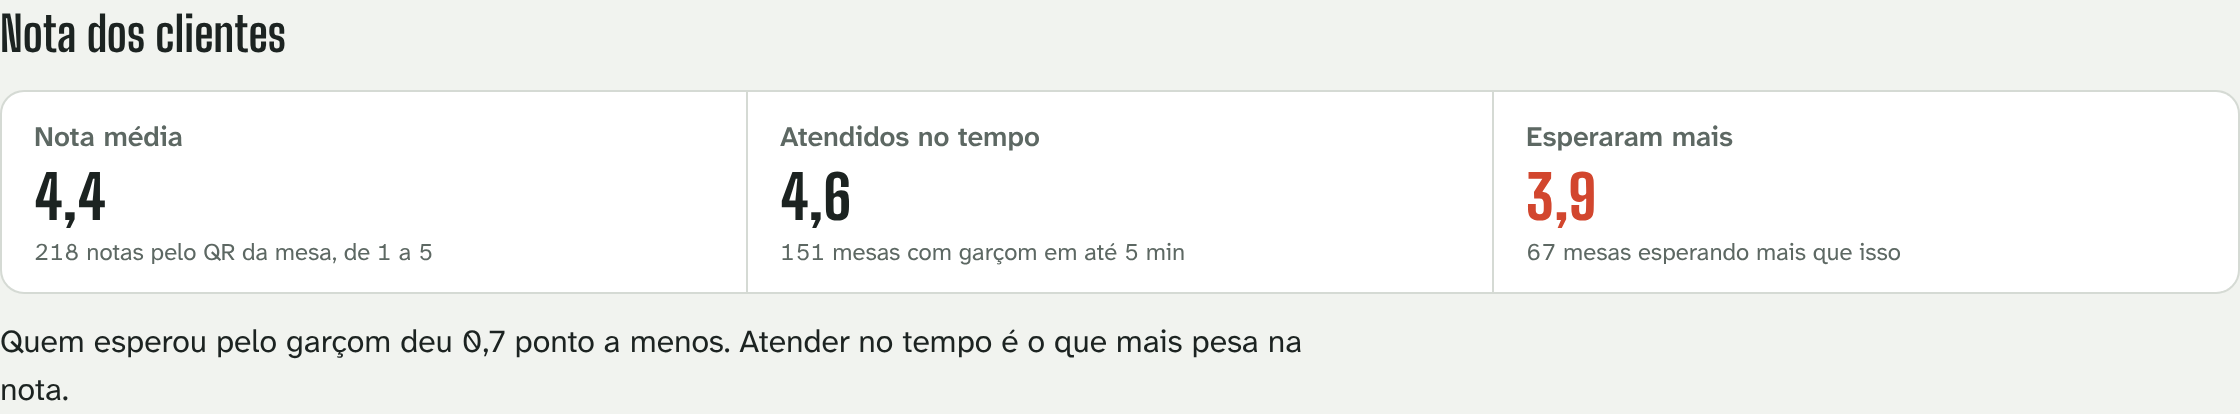 Nota dos clientes
Nota média
4,4
218 notas pelo QR da mesa, de 1 a 5
Atendidos no tempo
4,6
151 mesas com garçom em até 5 min
Esperaram mais
3,9
67 mesas esperando mais que isso
Quem esperou pelo garçom deu 0,7 ponto a menos. Atender no tempo é o que mais pesa na
nota.